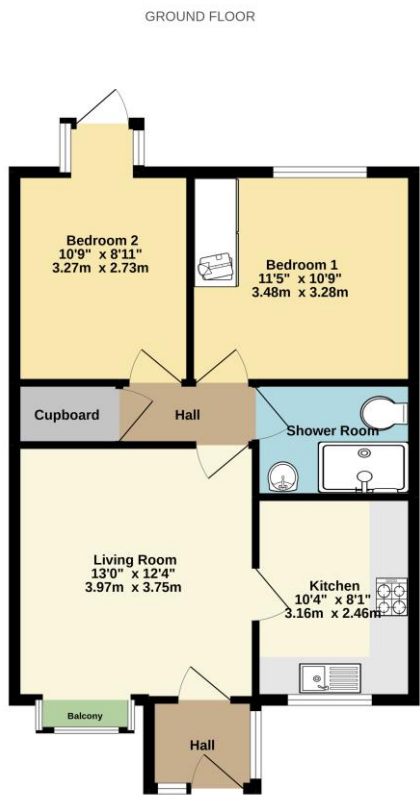 GROUND FLOOR
Bedroom 2
10'9" x 8'11"
3.27m x 2.73m
Bedroom 1
11'5" x 10'9"
3.48m x 3.28m
Cupboard
Hall
Shower Room
Living Room
13'0" x 12'4"
3.97m x 3.75m
Kitchen
10'4" x 8'1"
3.16m x 2.46m
Balcony
Hall